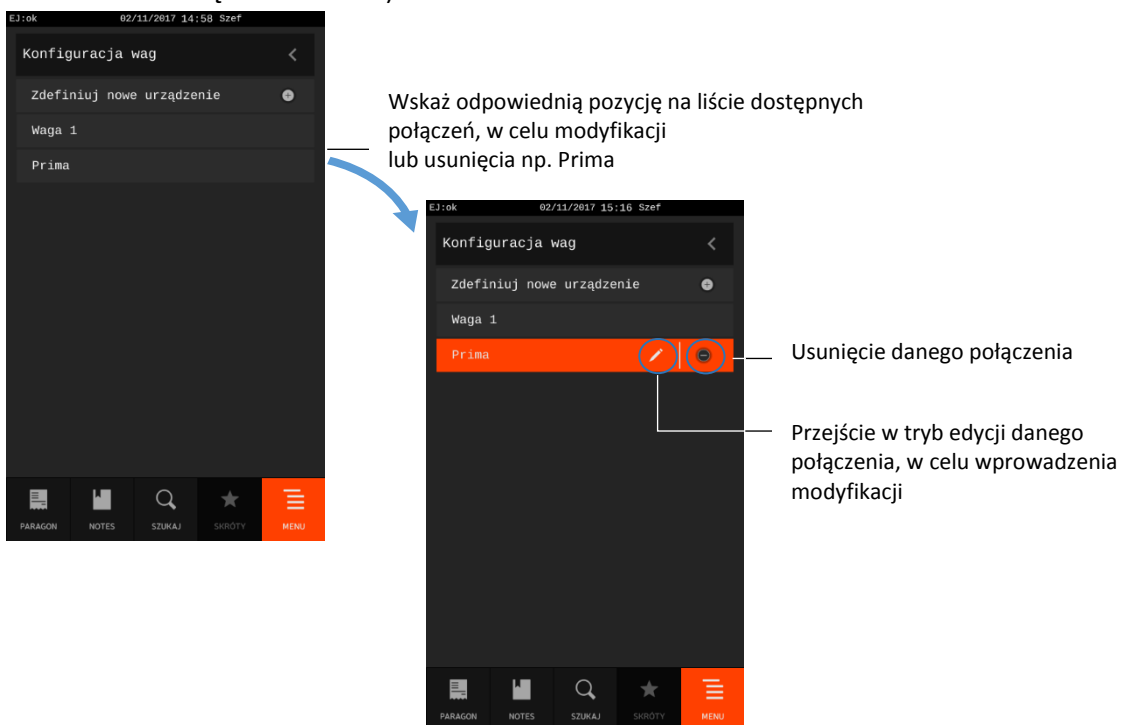 EJ:ok 02/11/2017 14:58 Szef
Konfiguracja wag
Zdefiniuj nowe urządzenie
Waga 1
Prima
PARAGON NOTES SZUKAJ SKRÓTY MENU
Wskaż odpowiednią pozycję na liście dostępnych
połączeń, w celu modyfikacji
lub usunięcia np. Prima
EJ:ok 02/11/2017 15:16 Szef
Konfiguracja wag
Zdefiniuj nowe urządzenie
Waga 1
Prima
Usunięcie danego połączenia
Przejście w tryb edycji danego
połączenia, w celu wprowadzenia
modyfikacji
PARAGON NOTES SZUKAJ SKRÓTY MENU